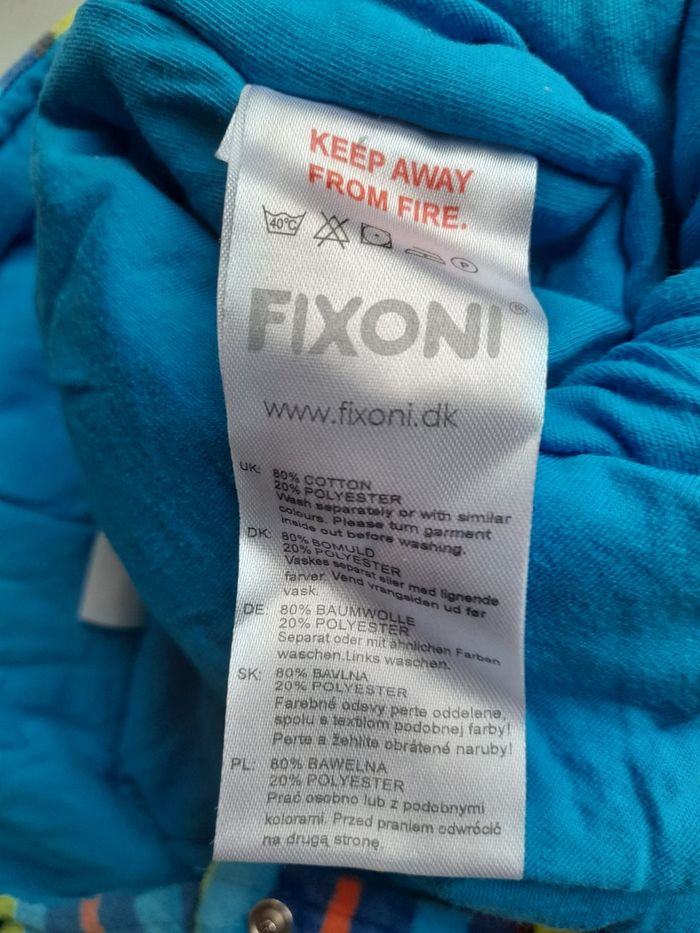 KEEP AWAY
FROM FIRE.
40°C
P
FIXONI®
www.fixoni.dk
UK: 80% COTTON
20% POLYESTER
Wash separately or with similar
colours. Please turn garment
inside out before washing.
DK: 80% BOMULD
20% POLYESTER
Vaskes separat eller med lignende
farver. Vend vrangsiden ud før
vask.
DE: 80% BAUMWOLLE
20% POLYESTER
Separat oder mit ähnlichen Farben
waschen.Links waschen.
SK: 80% BAVLNA
20% POLYESTER
Farebné odevy perte oddelene,
spolu s textilom podobnej farby!
Perte a žehlite obrátené naruby!
PL: 80% BAWELNA
20% POLYESTER
Prać osobno lub z podobnymi
kolorami. Przed praniem odwrócić
na drugą stronę.